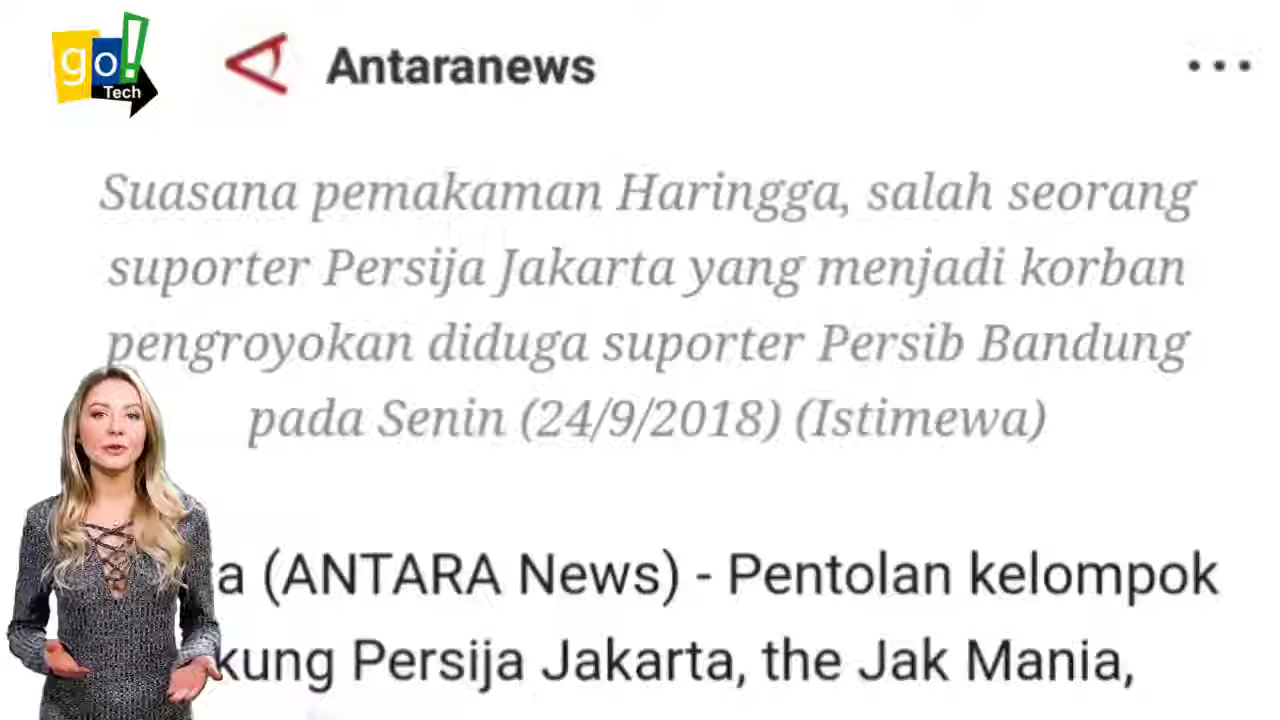 go!
Tech
Antaranews
Suasana pemakaman Haringga, salah seorang
suporter Persija Jakarta yang menjadi korban
pengroyokan diduga suporter Persib Bandung
pada Senin (24/9/2018) (Istimewa)
a (ANTARA News) - Pentolan kelompok
kung Persija Jakarta, the Jak Mania,